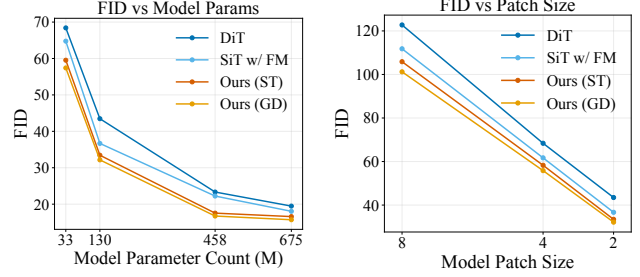 FID vs Model Params
70
60
50
40
30
20
FID
DiT
SiT w/ FM
Ours (ST)
Ours (GD)
33 130 458 675
Model Parameter Count (M)
FID vs Patch Size
120
100
80
60
40
FID
DiT
SiT w/ FM
Ours (ST)
Ours (GD)
8 4 2
Model Patch Size